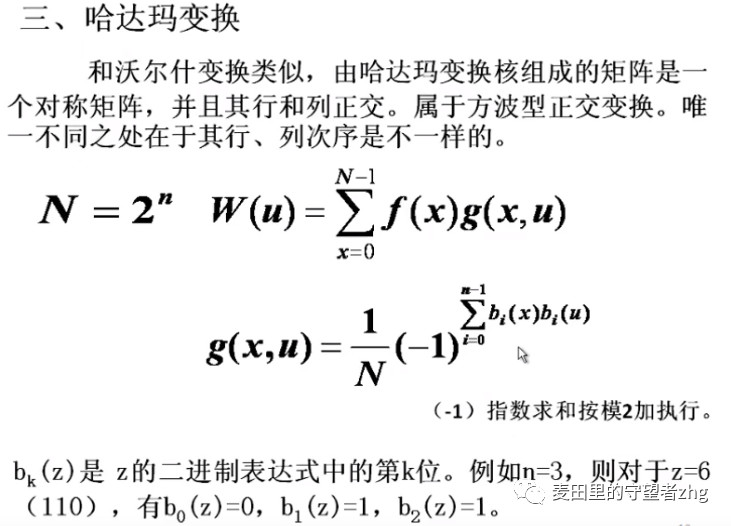 三、哈达玛变换
和沃尔什变换类似，由哈达玛变换核组成的矩阵是一
个对称矩阵，并且其行和列正交。属于方波型正交变换。唯
一不同之处在于其行、列次序是不一样的。
N = 2^n   W(u) = \sum_{x=0}^{N-1} f(x)g(x,u)
g(x,u) = \frac{1}{N}(-1)^{\sum_{i=0}^{n-1} b_i(x)b_i(u)}
（-1）指数求和按模2加执行。
b_k(z)是 z的二进制表达式中的第k位。例如n=3，则对于z=6
（110），有b_0(z)=0，b_1(z)=1，b_2(z)=1。
麦田里的守望者zhg